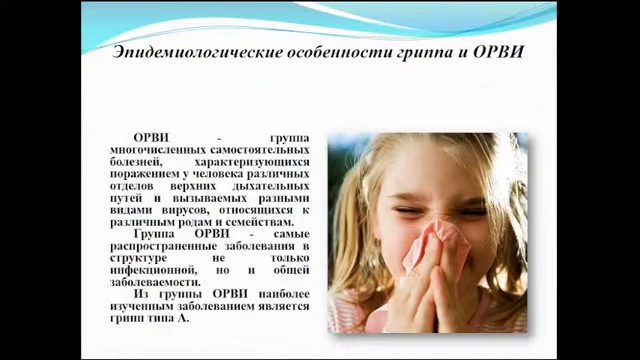 Эпидемиологические особенности гриппа и ОРВИ
ОРВИ - группа
многочисленных самостоятельных
болезней, характеризующихся
поражением у человека различных
отделов верхних дыхательных
путей и вызываемых разными
видами вирусов, относящихся к
различным родам и семействам.
Группа ОРВИ - самые
распространенные заболевания в
структуре не только
инфекционной, но и общей
заболеваемости.
Из группы ОРВИ наиболее
изученным заболеванием является
грипп типа А.